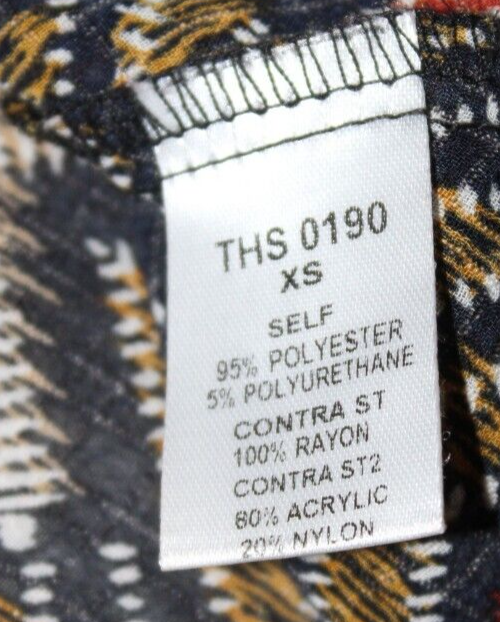 THS 0190
XS
SELF
95% POLYESTER
5% POLYURETHANE
CONTRA ST
100% RAYON
CONTRA ST2
80% ACRYLIC
20% NYLON